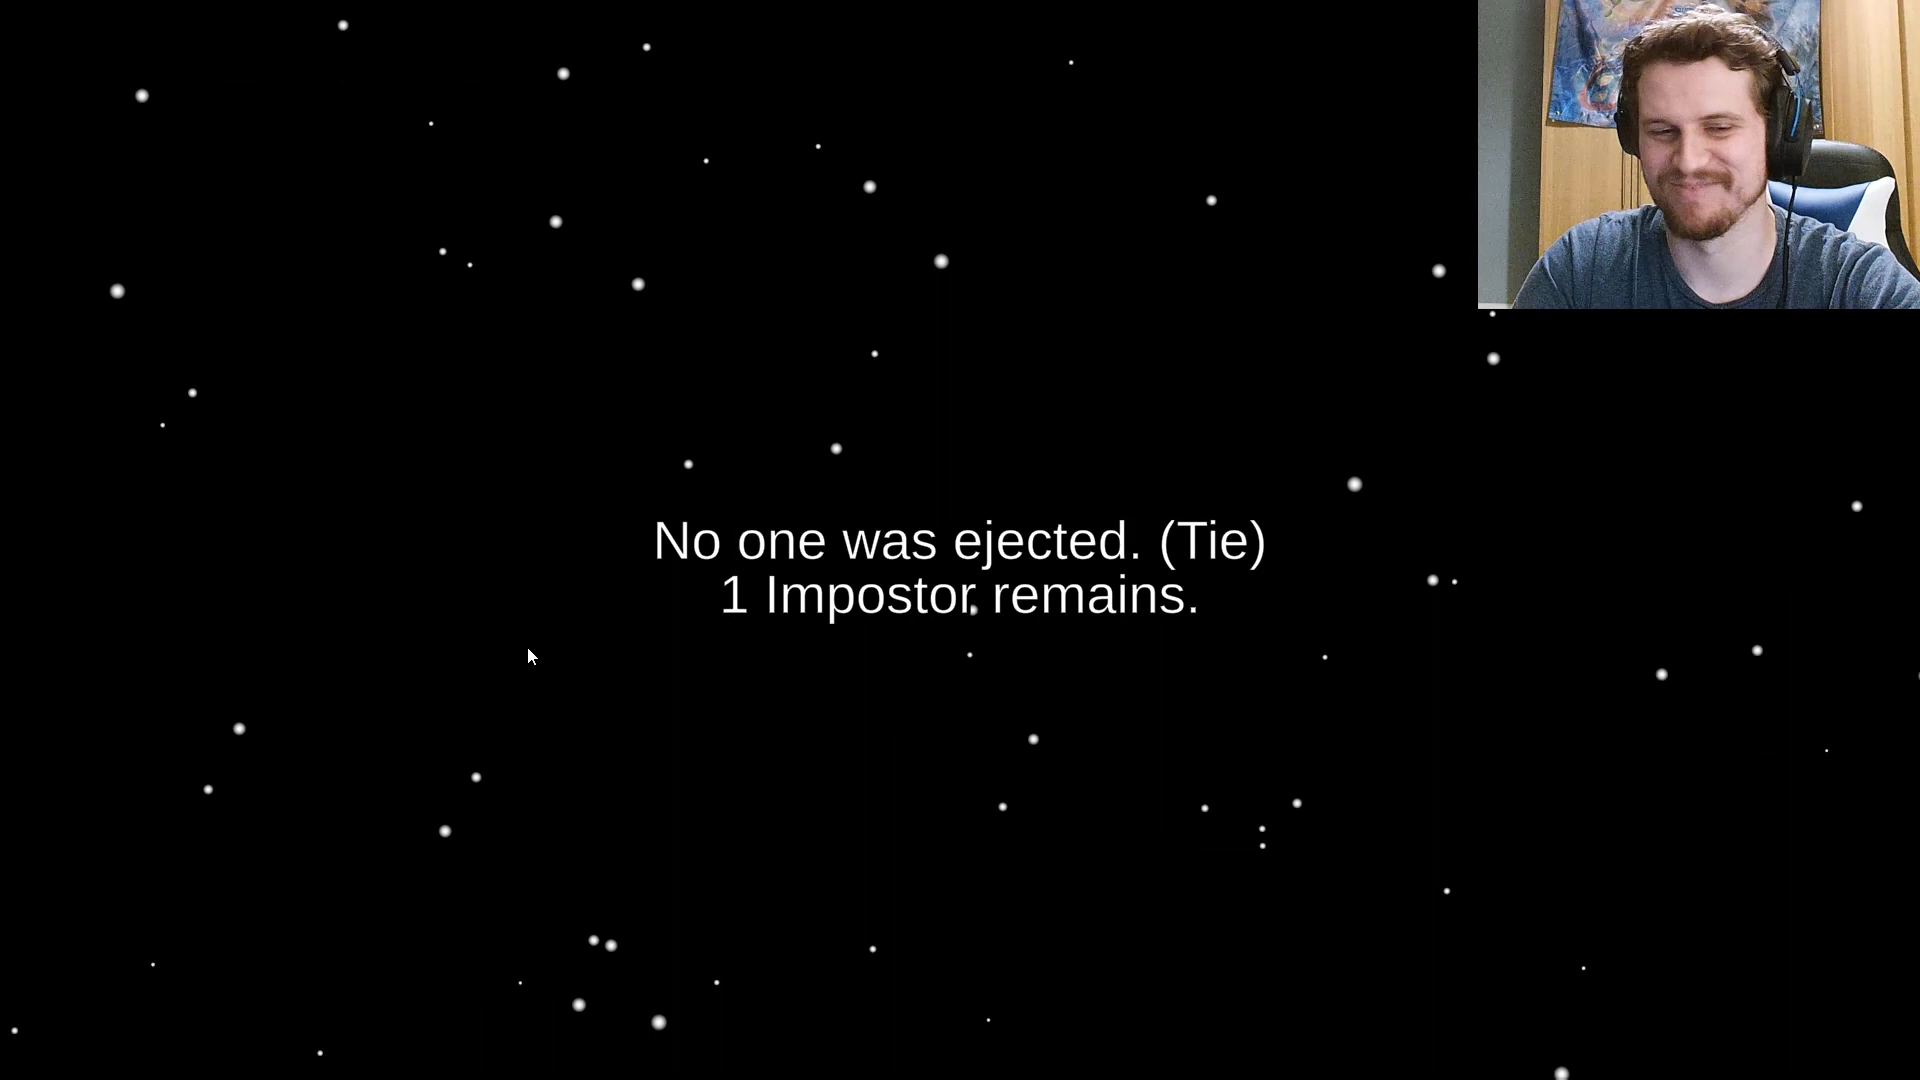 No one was ejected. (Tie)
1 Impostor remains.